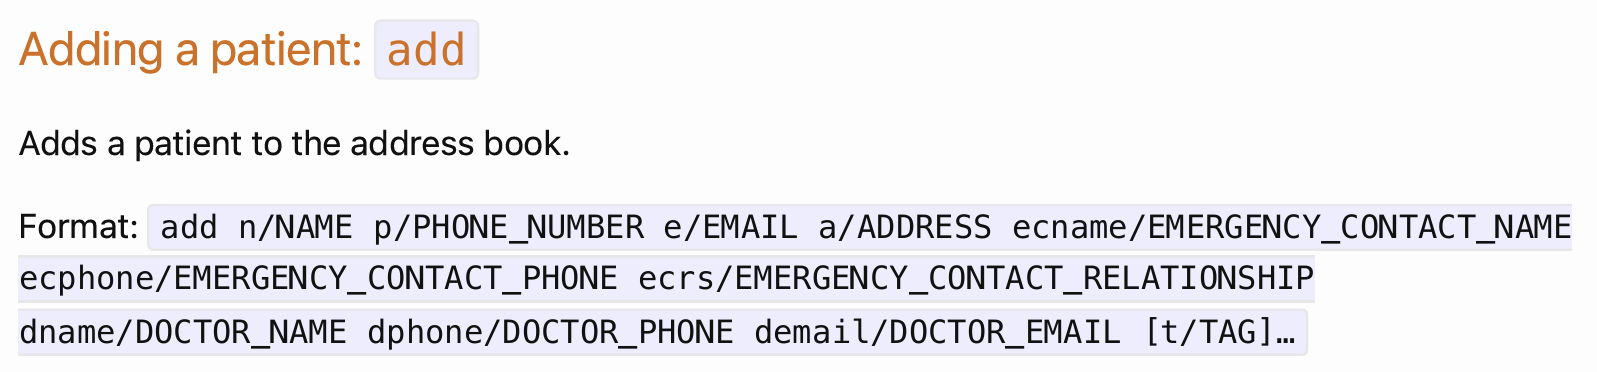 Adding a patient: add
Adds a patient to the address book.
Format: add n/NAME p/PHONE_NUMBER e/EMAIL a/ADDRESS ecname/EMERGENCY_CONTACT_NAME
ecphone/EMERGENCY_CONTACT_PHONE ecrs/EMERGENCY_CONTACT_RELATIONSHIP
dname/DOCTOR_NAME dphone/DOCTOR_PHONE demail/DOCTOR_EMAIL [t/TAG]…